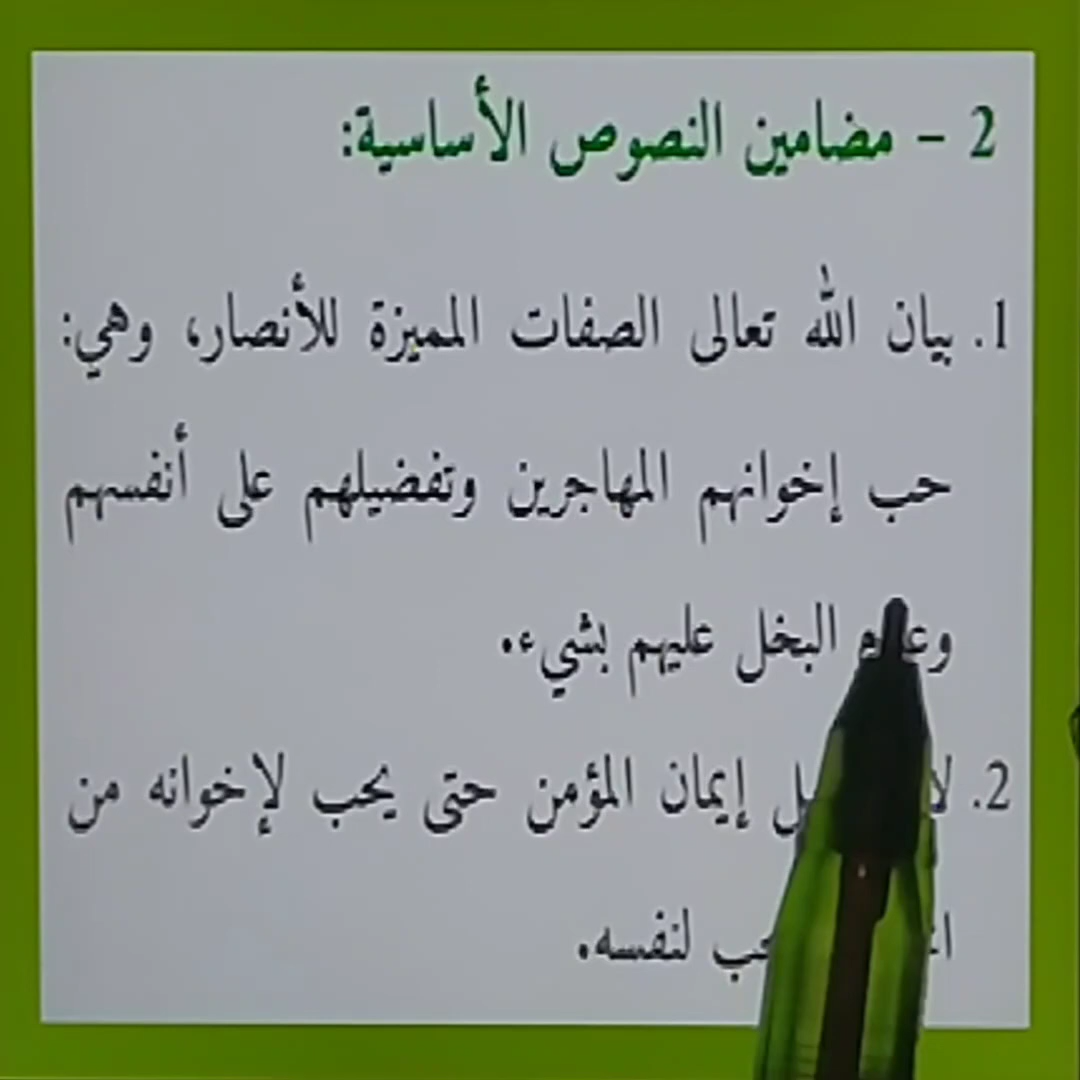 2 - مضامين النصوص الأساسية:
1. بيان الله تعالى الصفات المميزة للأنصار، وهي:
حب إخوانهم المهاجرين وتفضيلهم على أنفسهم
وعدم البخل عليهم بشيء.
2. إيمان المؤمن حتى يحب لإخوانه من
لنفسه.